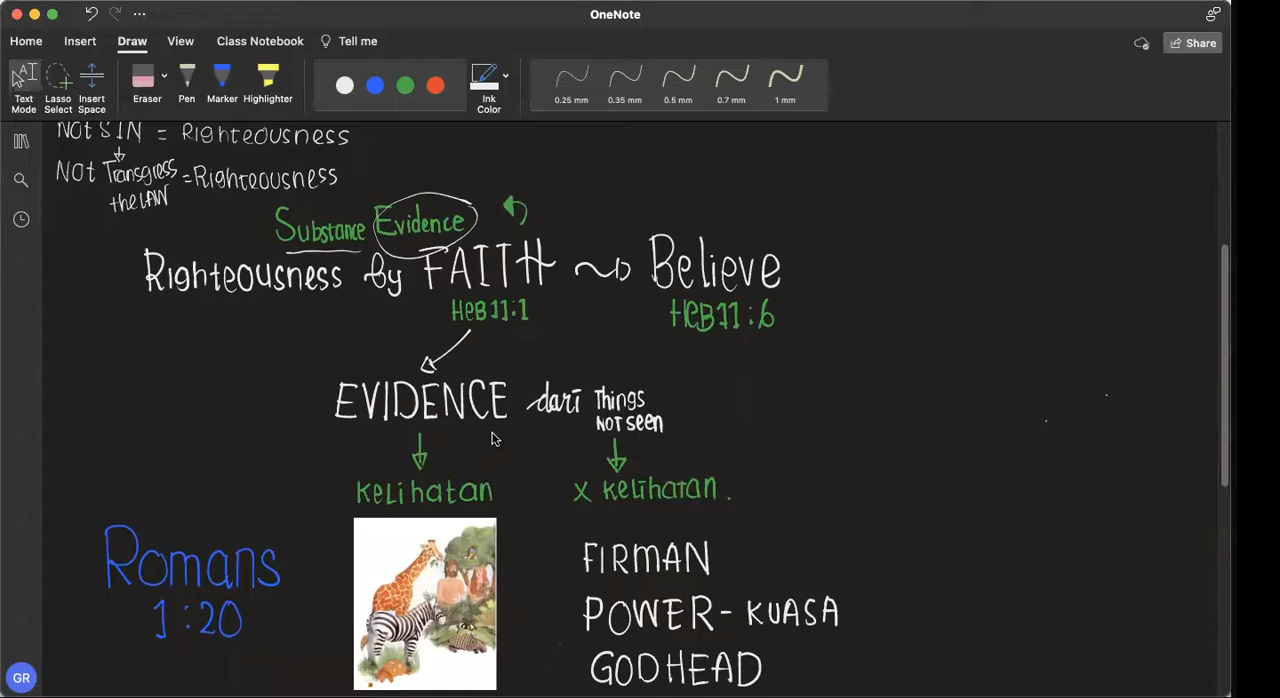 OneNote
Home Insert Draw View Class Notebook Tell me
Share
Text Mode
Lasso Select
Insert Space
Eraser
Pen
Marker
Highlighter
Ink Color
0.25 mm 0.35 mm 0.5 mm 0.7 mm 1 mm
Not SIN = Righteousness
Not Transgress the LAW = Righteousness
Substance Evidence
Righteousness by FAITH Believe
HeB 11:1 HeB 11:6
EVIDENCE dari Things NOT seen
Kelihatan X Kelihatan.
Romans
1:20
FIRMAN
POWER - KUASA
GODHEAD
GR